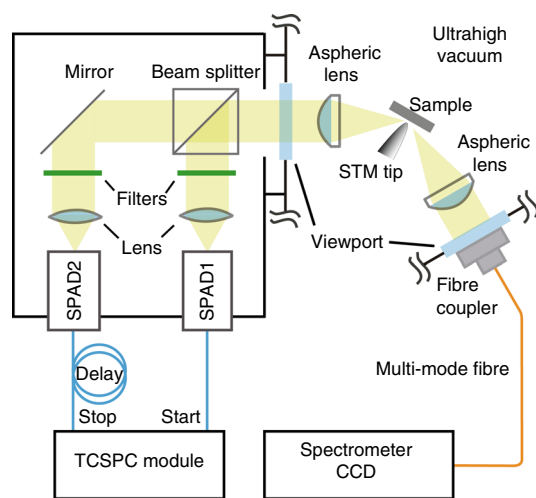 Mirror
Beam splitter
Aspheric
lens
Ultrahigh
vacuum
Sample
STM tip
Aspheric
lens
Filters
Lens
Viewport
SPAD2
SPAD1
Fibre
coupler
Delay
Stop
Start
Multi-mode fibre
TCSPC module
Spectrometer
CCD